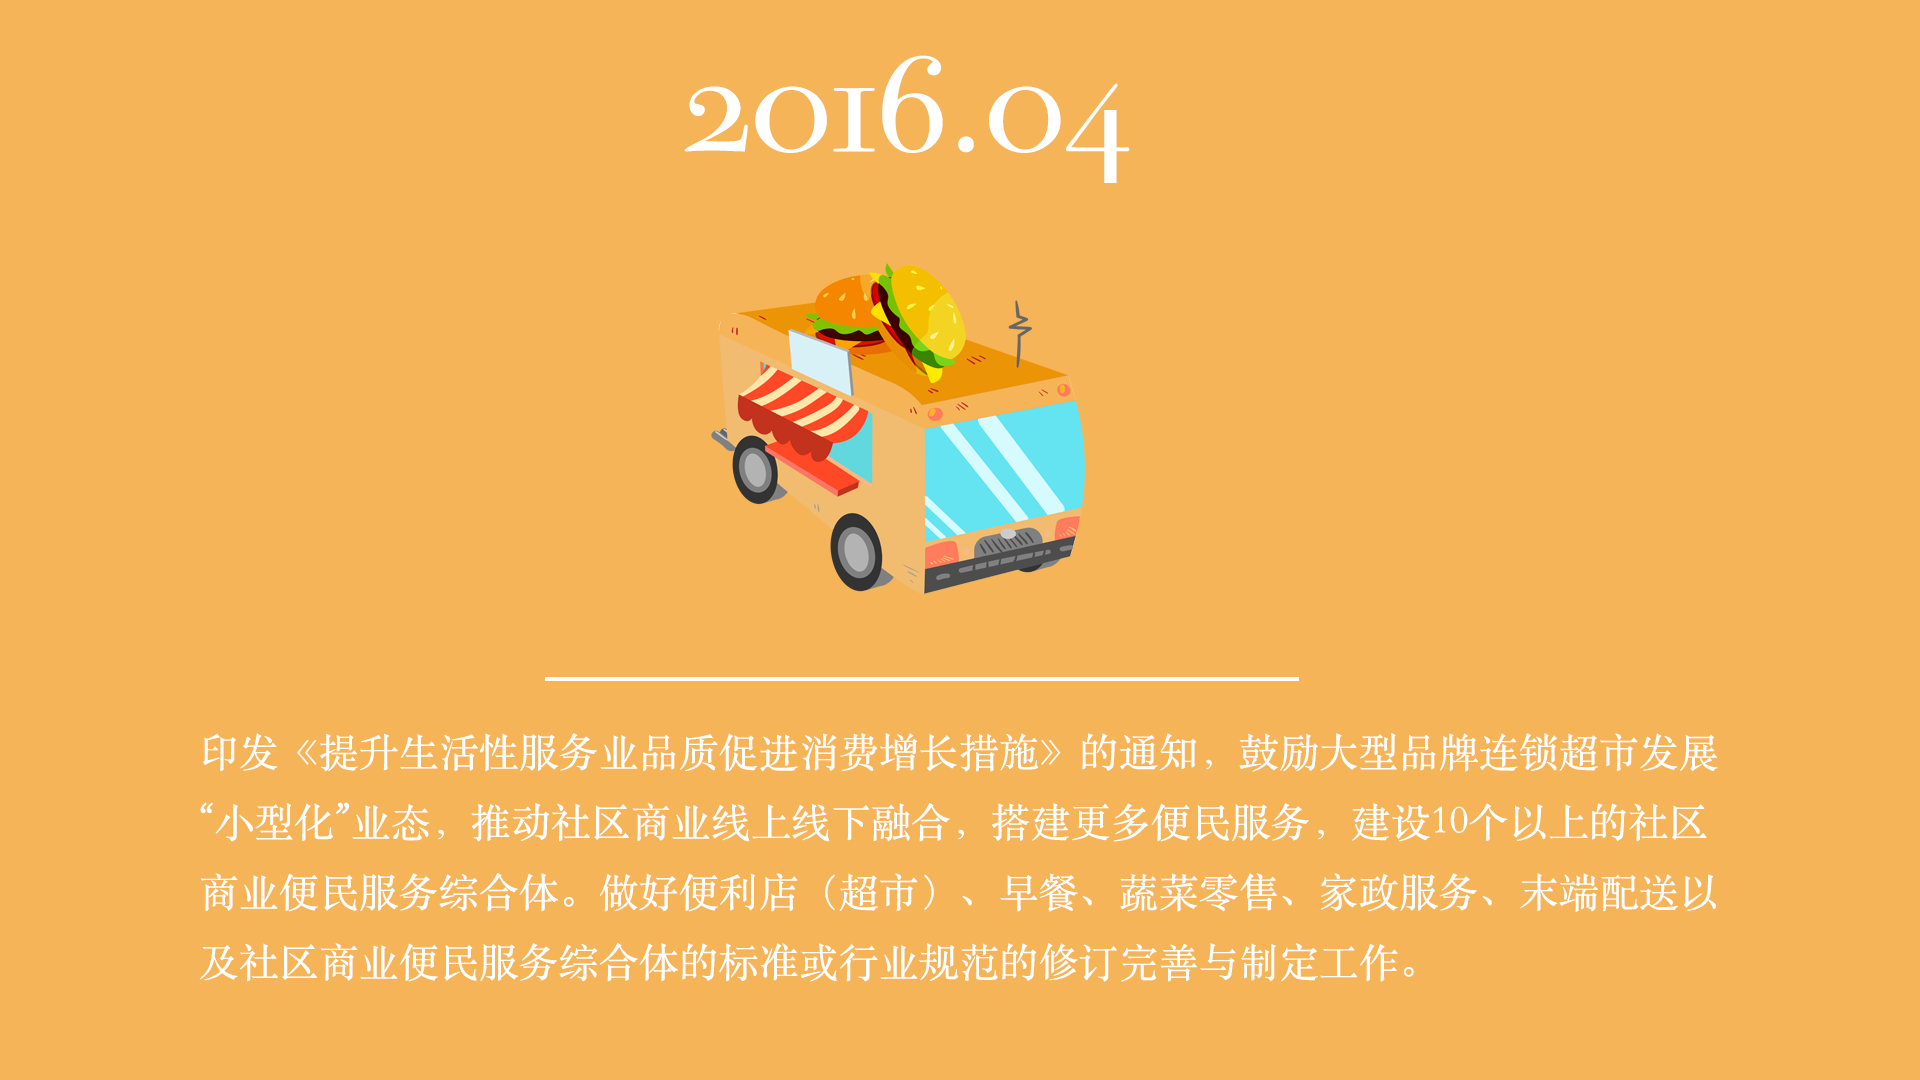 2016.04
印发《提升生活性服务业品质促进消费增长措施》的通知，鼓励大型品牌连锁超市发展
“小型化”业态，推动社区商业线上线下融合，搭建更多便民服务，建设10个以上的社区
商业便民服务综合体。做好便利店（超市）、早餐、蔬菜零售、家政服务、末端配送以
及社区商业便民服务综合体的标准或行业规范的修订完善与制定工作。